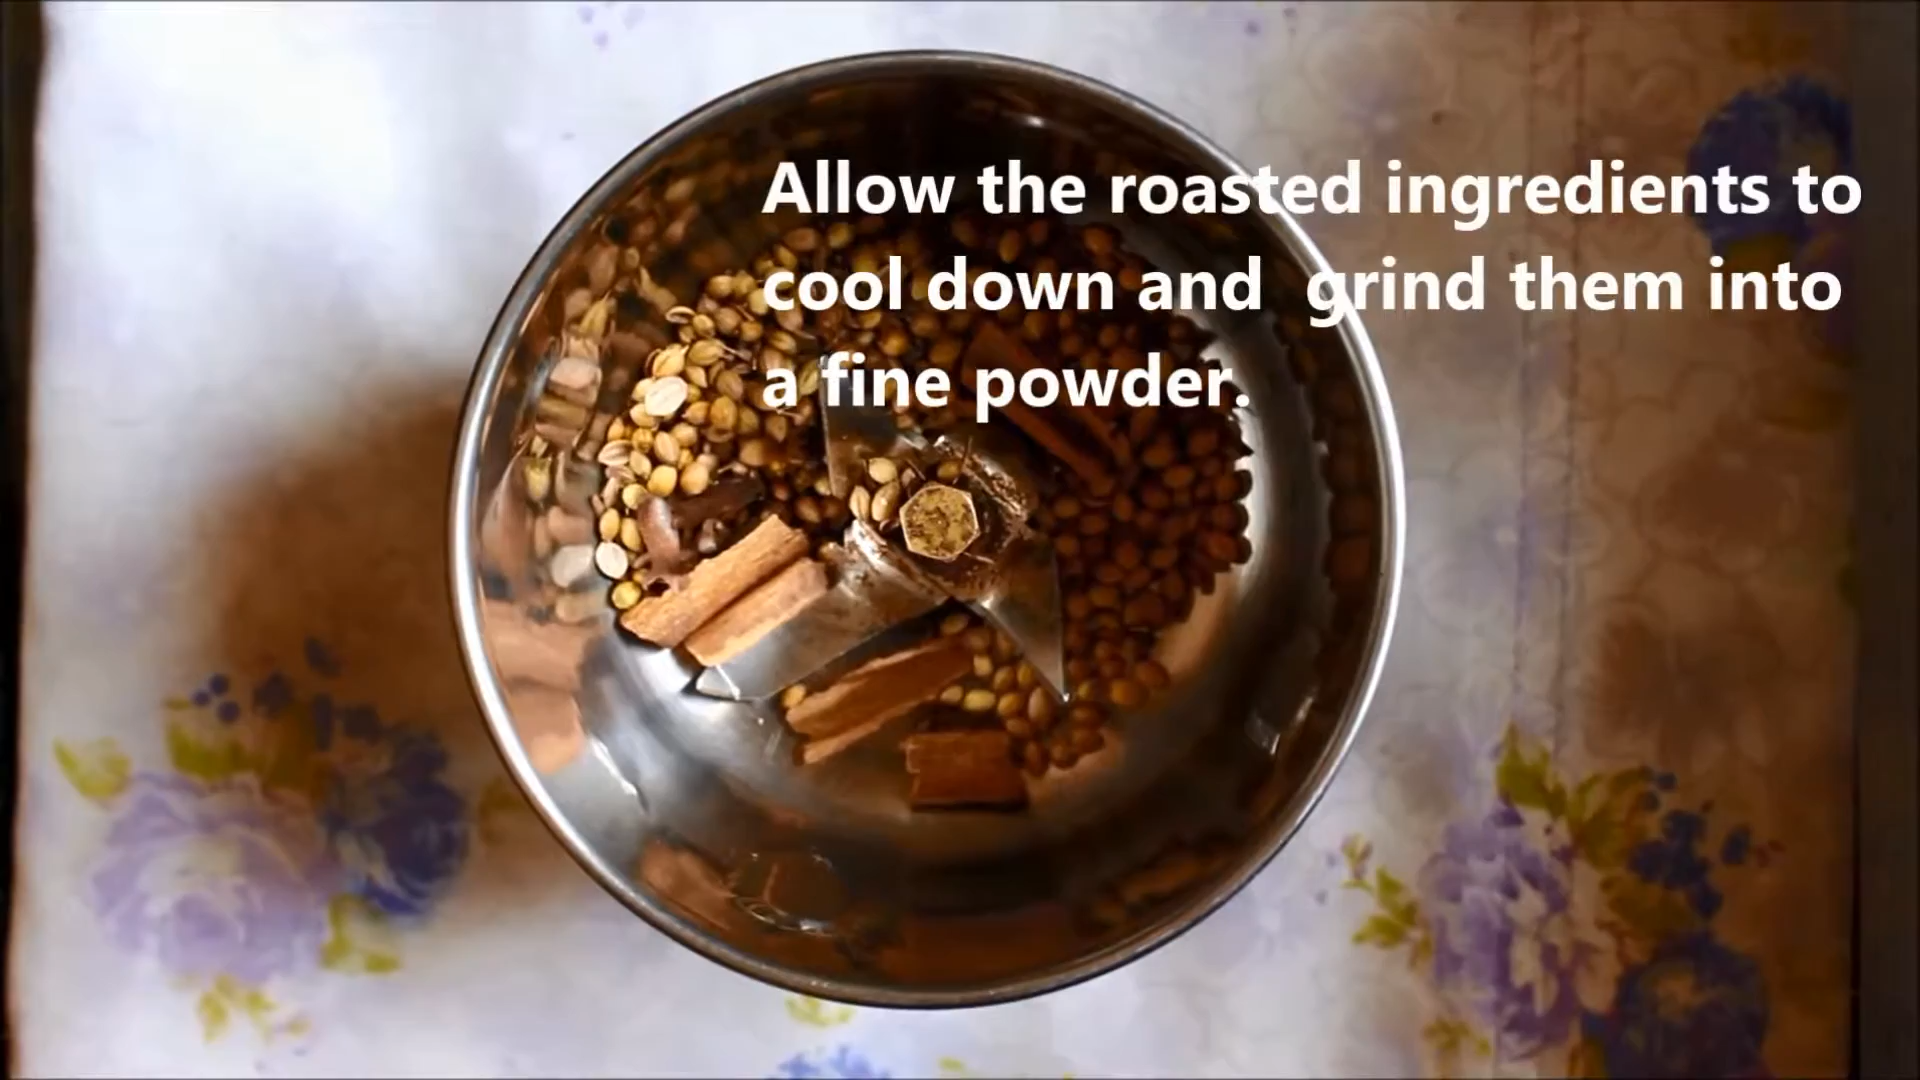 Allow the roasted ingredients to
cool down and  grind them into
a fine powder.